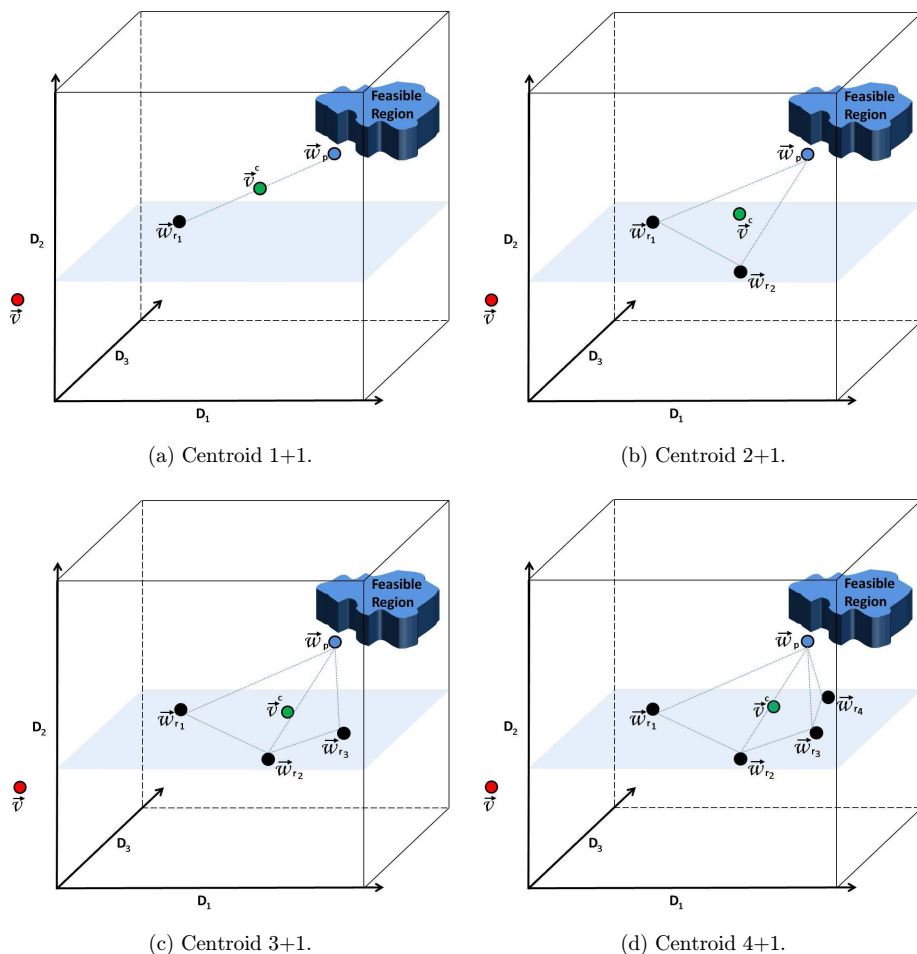 Feasible
Region
w⃗p
v⃗c
w⃗r1
D2
v⃗
D3
D1
(a) Centroid 1+1.
Feasible
Region
w⃗p
v⃗c
w⃗r1
D2
w⃗r2
v⃗
D3
D1
(b) Centroid 2+1.
Feasible
Region
w⃗p
v⃗c
w⃗r1
D2
w⃗r3
w⃗r2
v⃗
D3
D1
(c) Centroid 3+1.
Feasible
Region
w⃗p
w⃗r4
v⃗c
w⃗r1
D2
w⃗r3
w⃗r2
v⃗
D3
D1
(d) Centroid 4+1.